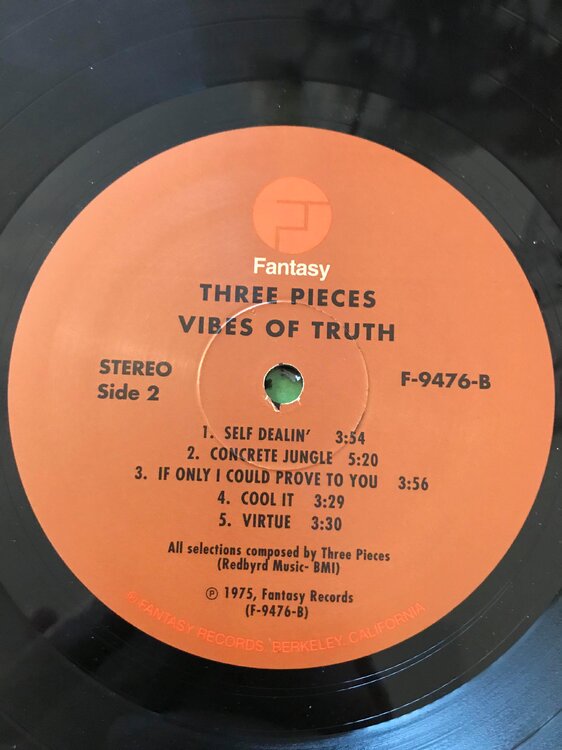 Fantasy
THREE PIECES
VIBES OF TRUTH
STEREO
Side 2
F-9476-B
1. SELF DEALIN' 3:54
2. CONCRETE JUNGLE 5:20
3. IF ONLY I COULD PROVE TO YOU 3:56
4. COOL IT 3:29
5. VIRTUE 3:30
All selections composed by Three Pieces
(Redbyrd Music- BMI)
℗ 1975, Fantasy Records
(F-9476-B)
FANTASY RECORDS, BERKELEY, CALIFORNIA